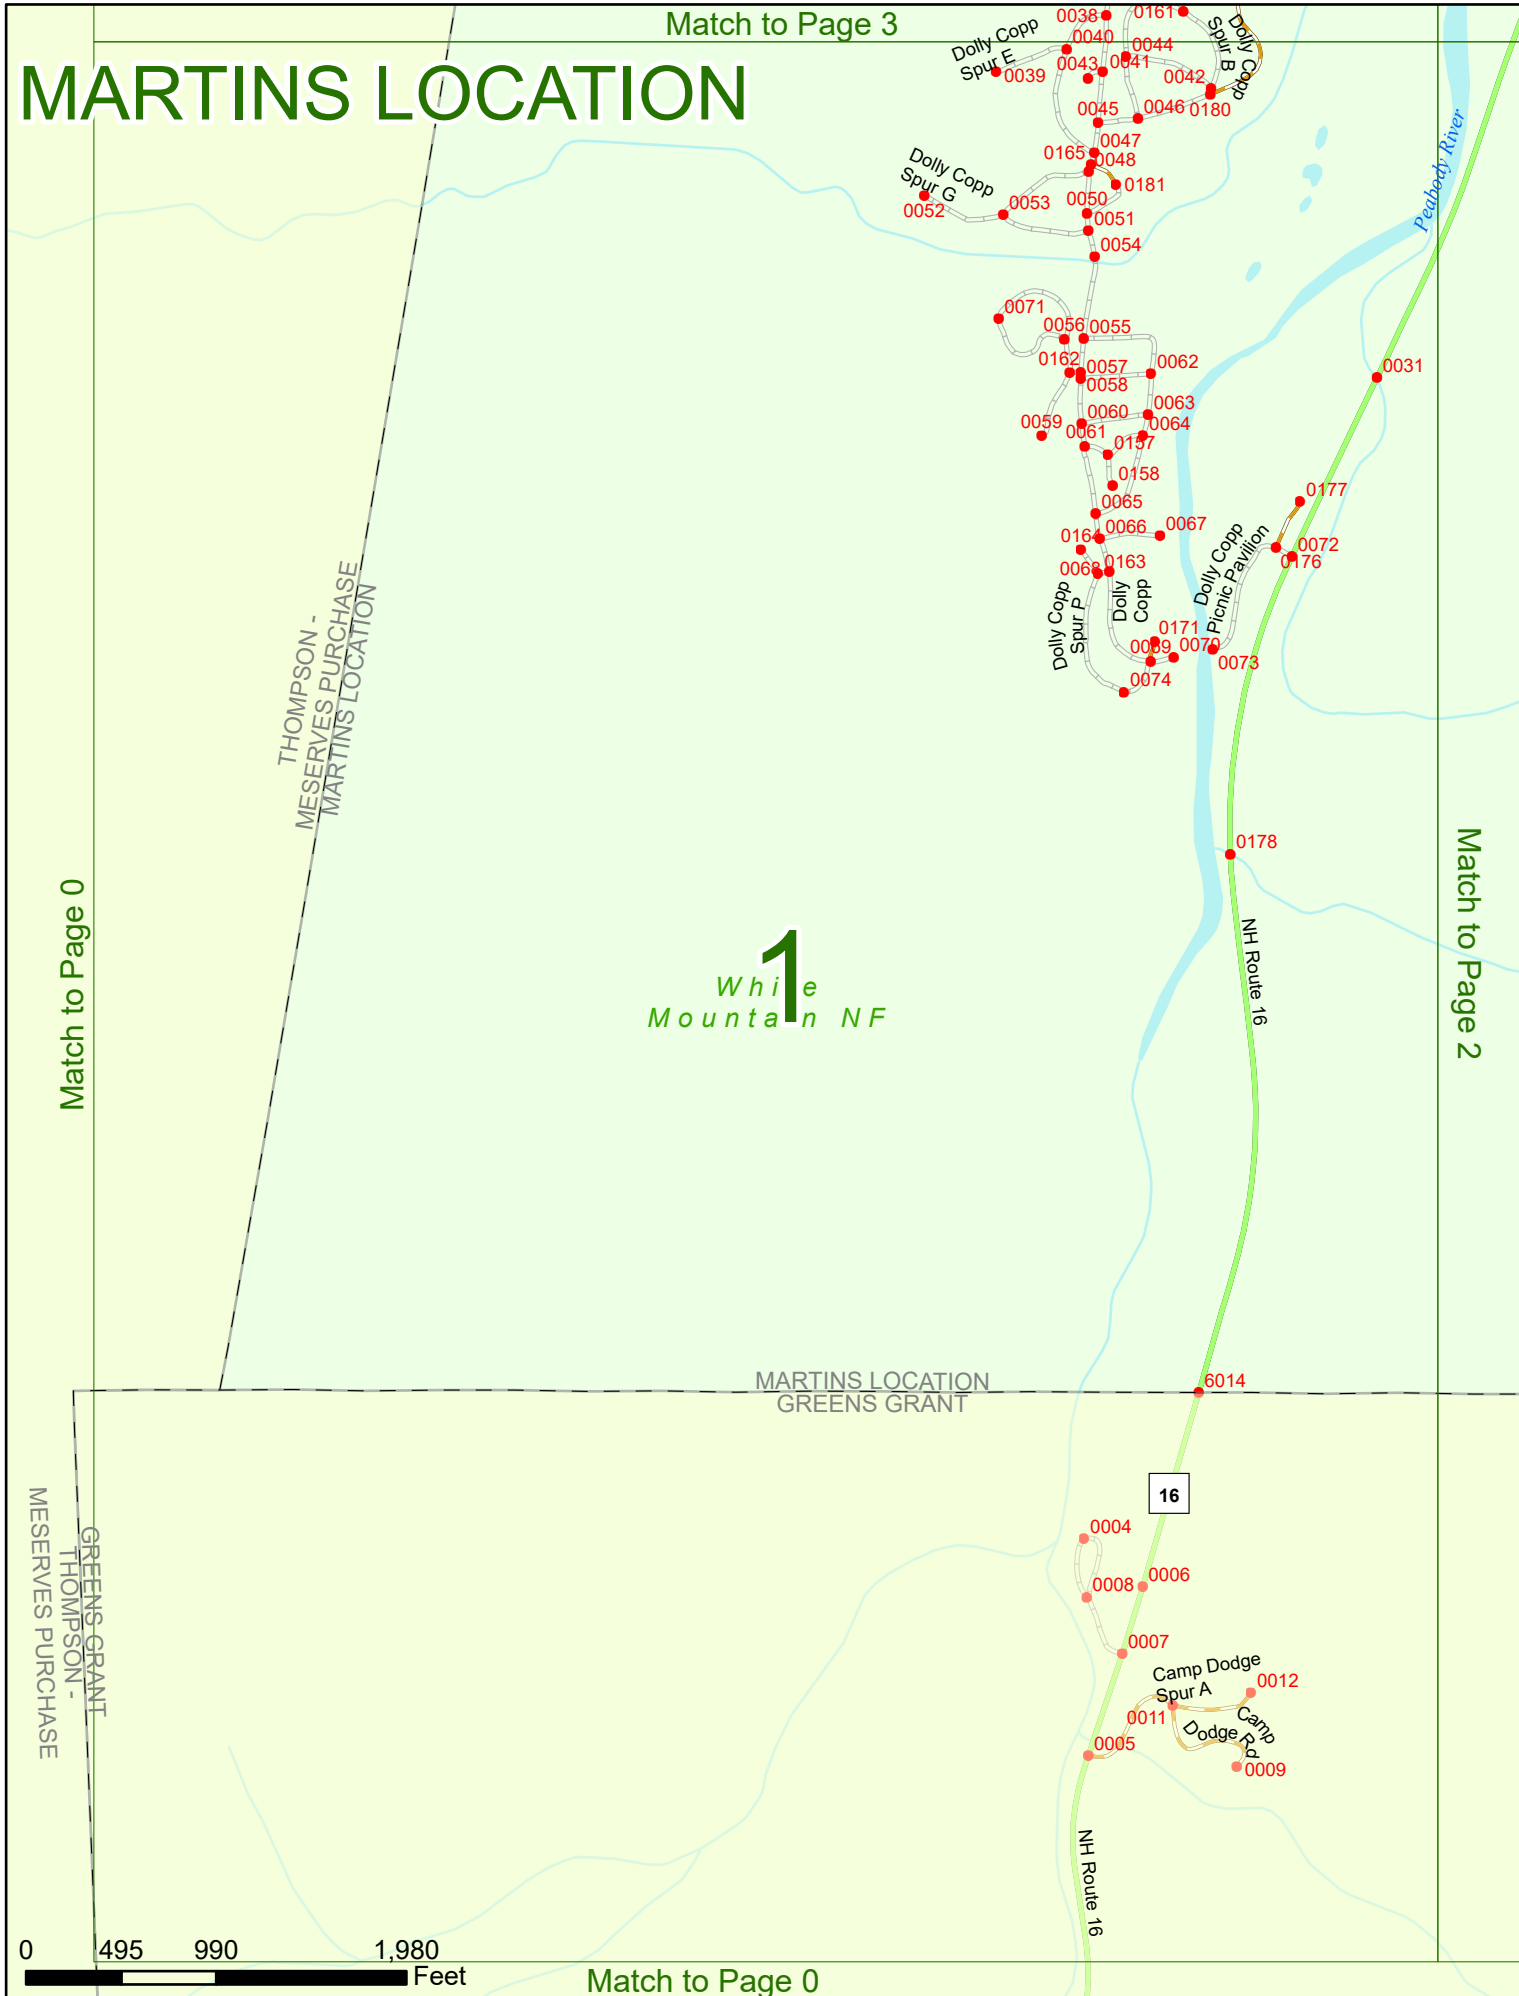 Match to Page 3
MARTINS LOCATION
0038
0161
0040
Dolly Copp
Spur E
0039
0043
0041
0044
0042
Spur B
Dolly Copp
0180
0045
0046
0047
0165
0048
Dolly Copp
Spur G
0181
0052
0053
0050
0051
0054
Peabody River
0071
0056
0055
0162
0057
0058
0062
0031
0059
0060
0061
0063
0064
0157
0158
0177
0065
0066
0067
0164
0068
0163
Dolly Copp
Picnic Pavilion
0072
0176
Dolly Copp
Spur P
Dolly
Copp
0171
0069
0070
0073
0074
THOMPSON -
MESERVES PURCHASE
MARTINS LOCATION
0178
Match to Page 0
Match to Page 2
NH Route 16
1
White
Mountain NF
MARTINS LOCATION
GREENS GRANT
6014
16
0004
0008
0006
0007
GREENS GRANT
THOMPSON -
MESERVES PURCHASE
Camp Dodge
Spur A
0012
0011
Camp
Dodge Rd
0005
0009
NH Route 16
0 495 990 1,980
Feet
Match to Page 0